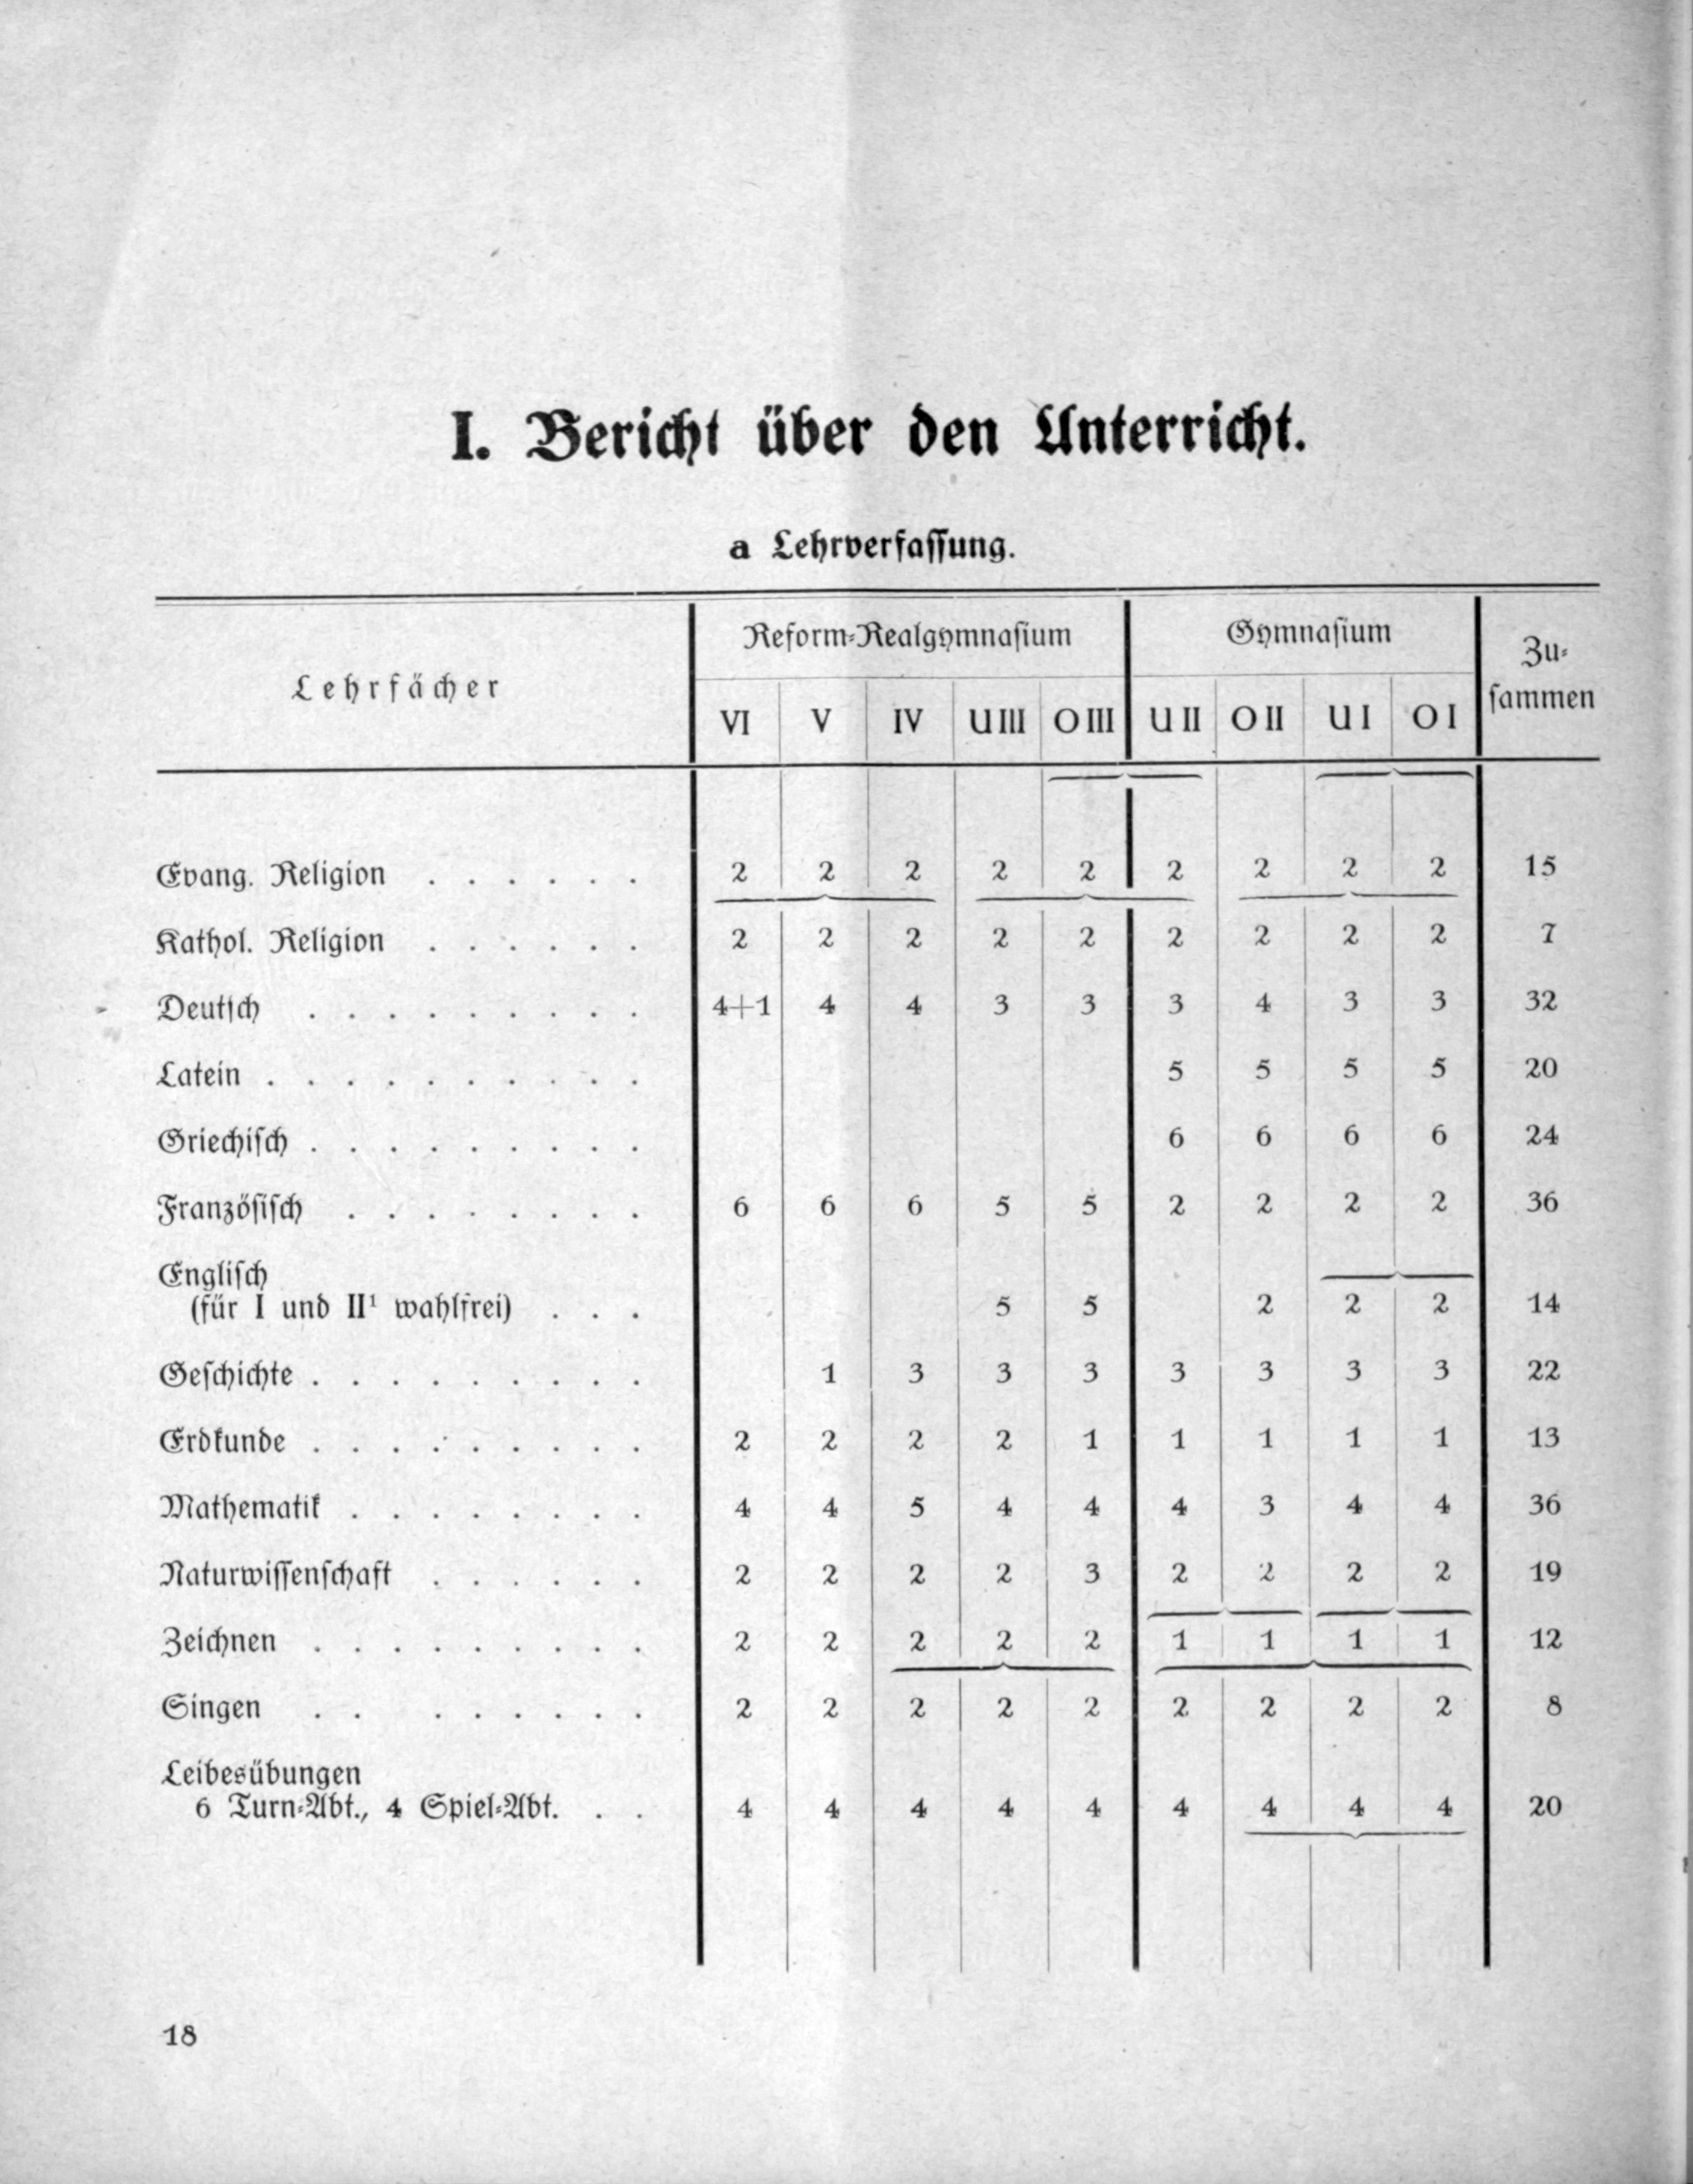 I. Bericht über den Unterricht.
a Lehrverfassung.
Lehrfächer Reform-Realgymnasium Gymnasium Zu-
sammen
VI V IV U III O III U II O II U I O I
Evang. Religion . . . . . . 2 2 2 2 2 2 2 2 2 15
Kathol. Religion . . . . . . 2 2 2 2 2 2 2 2 2 7
Deutsch . . . . . . . . . 4+1 4 4 3 3 3 4 3 3 32
Latein . . . . . . . . . . 5 5 5 5 20
Griechisch . . . . . . . . . 6 6 6 6 24
Französisch . . . . . . . . 6 6 6 5 5 2 2 2 2 36
Englisch
(für I und II¹ wahlfrei) . . . 5 5 2 2 2 14
Geschichte . . . . . . . . . 1 3 3 3 3 3 3 3 22
Erdkunde . . . . . . . . . 2 2 2 2 1 1 1 1 1 13
Mathematik . . . . . . . . 4 4 5 4 4 4 3 4 4 36
Naturwissenschaft . . . . . . 2 2 2 2 3 2 2 2 2 19
Zeichnen . . . . . . . . . 2 2 2 2 2 1 1 1 1 12
Singen . . . . . . . . 2 2 2 2 2 2 2 2 2 8
Leibesübungen
6 Turn-Abt., 4 Spiel-Abt. . . 4 4 4 4 4 4 4 4 4 20
18